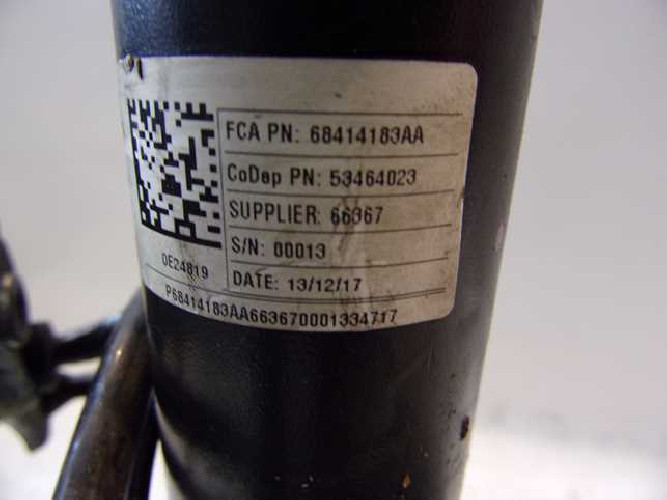 FCA PN: 68414183AA
CoDep PN: 53464023
SUPPLIER: 66367
S/N: 00013
DE24819
DATE: 13/12/17
P68414183AA663670001334717